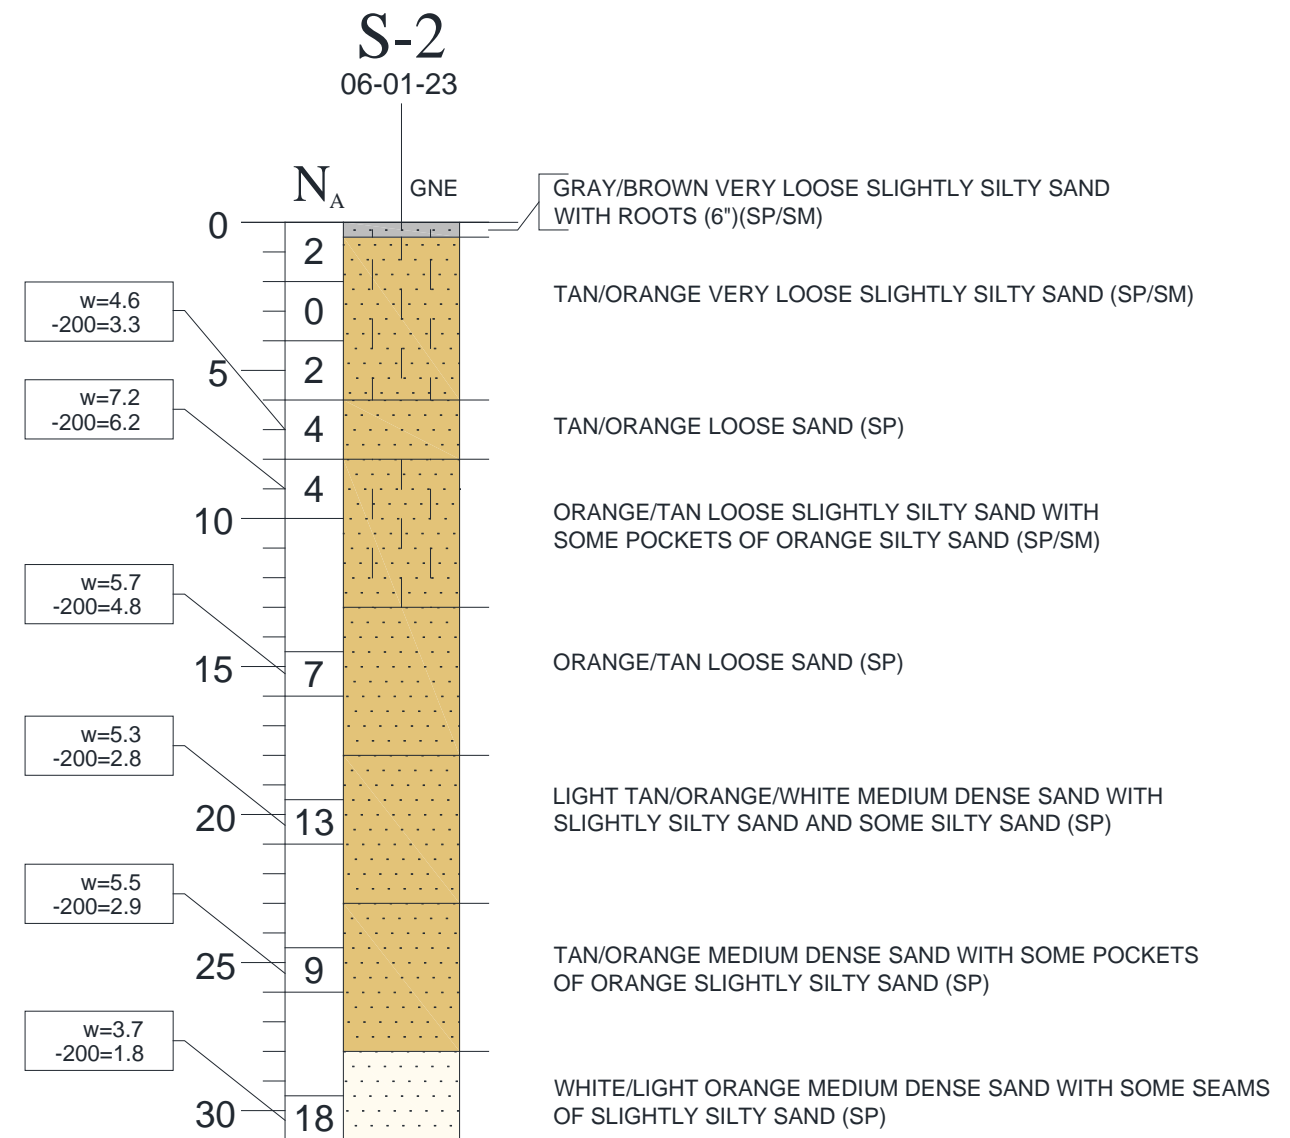 S-2
06-01-23
NA
GNE
GRAY/BROWN VERY LOOSE SLIGHTLY SILTY SAND
WITH ROOTS (6")(SP/SM)
0
2
TAN/ORANGE VERY LOOSE SLIGHTLY SILTY SAND (SP/SM)
w=4.6
-200=3.3
0
5
2
w=7.2
-200=6.2
4
TAN/ORANGE LOOSE SAND (SP)
4
10
ORANGE/TAN LOOSE SLIGHTLY SILTY SAND WITH
SOME POCKETS OF ORANGE SILTY SAND (SP/SM)
w=5.7
-200=4.8
15
7
ORANGE/TAN LOOSE SAND (SP)
w=5.3
-200=2.8
20
13
LIGHT TAN/ORANGE/WHITE MEDIUM DENSE SAND WITH
SLIGHTLY SILTY SAND AND SOME SILTY SAND (SP)
w=5.5
-200=2.9
25
9
TAN/ORANGE MEDIUM DENSE SAND WITH SOME POCKETS
OF ORANGE SLIGHTLY SILTY SAND (SP)
w=3.7
-200=1.8
30
18
WHITE/LIGHT ORANGE MEDIUM DENSE SAND WITH SOME SEAMS
OF SLIGHTLY SILTY SAND (SP)